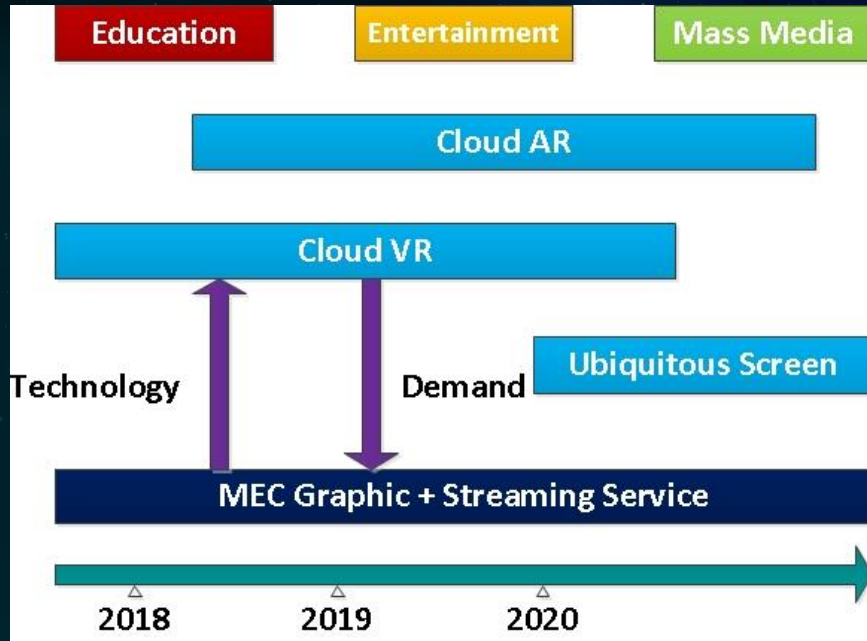 Education
Entertainment
Mass Media
Cloud AR
Cloud VR
Ubiquitous Screen
Technology
Demand
MEC Graphic + Streaming Service
2018
2019
2020